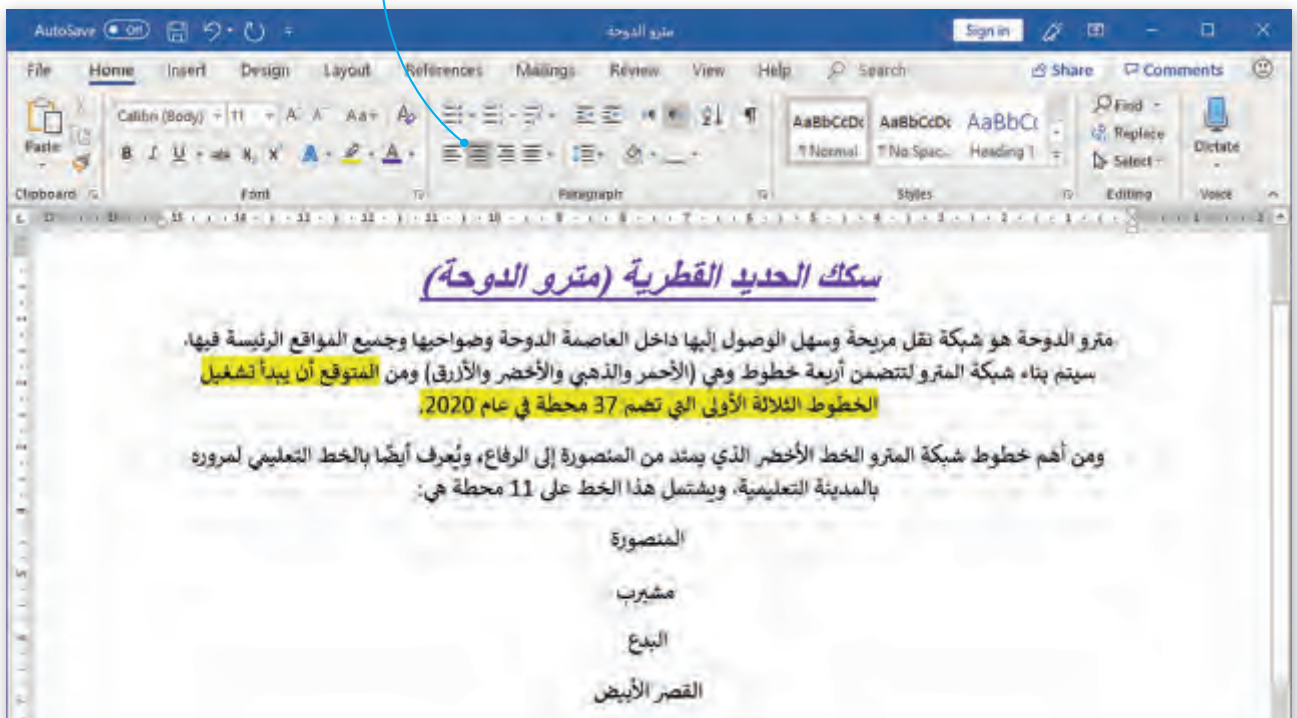 AutoSave Off مترو الدوحة Sign in
File Home Insert Design Layout References Mailings Review View Help Search Share Comments
Paste Calibri (Body) 11 A A Aa AaBbCcDc AaBbCcDc AaBbCc Find Replace Select Dictate
B I U ab x x A A ¶ Normal ¶ No Spac... Heading 1
Clipboard Font Paragraph Styles Editing Voice
سكك الحديد القطرية (مترو الدوحة)
مترو الدوحة هو شبكة نقل مريحة وسهل الوصول إليها داخل العاصمة الدوحة وضواحيها وجميع المواقع الرئيسة فيها.
سيتم بناء شبكة المترو لتتضمن أربعة خطوط وهي (الأحمر والذهبي والأخضر والأزرق) ومن المتوقع أن يبدأ تشغيل
الخطوط الثلاثة الأولى التي تضم 37 محطة في عام 2020.
ومن أهم خطوط شبكة المترو الخط الأخضر الذي يمتد من المنصورة إلى الرفاع، ويُعرف أيضًا بالخط التعليمي لمروره
بالمدينة التعليمية، ويشتمل هذا الخط على 11 محطة هي:
المنصورة
مشيرب
البدع
القصر الأبيض